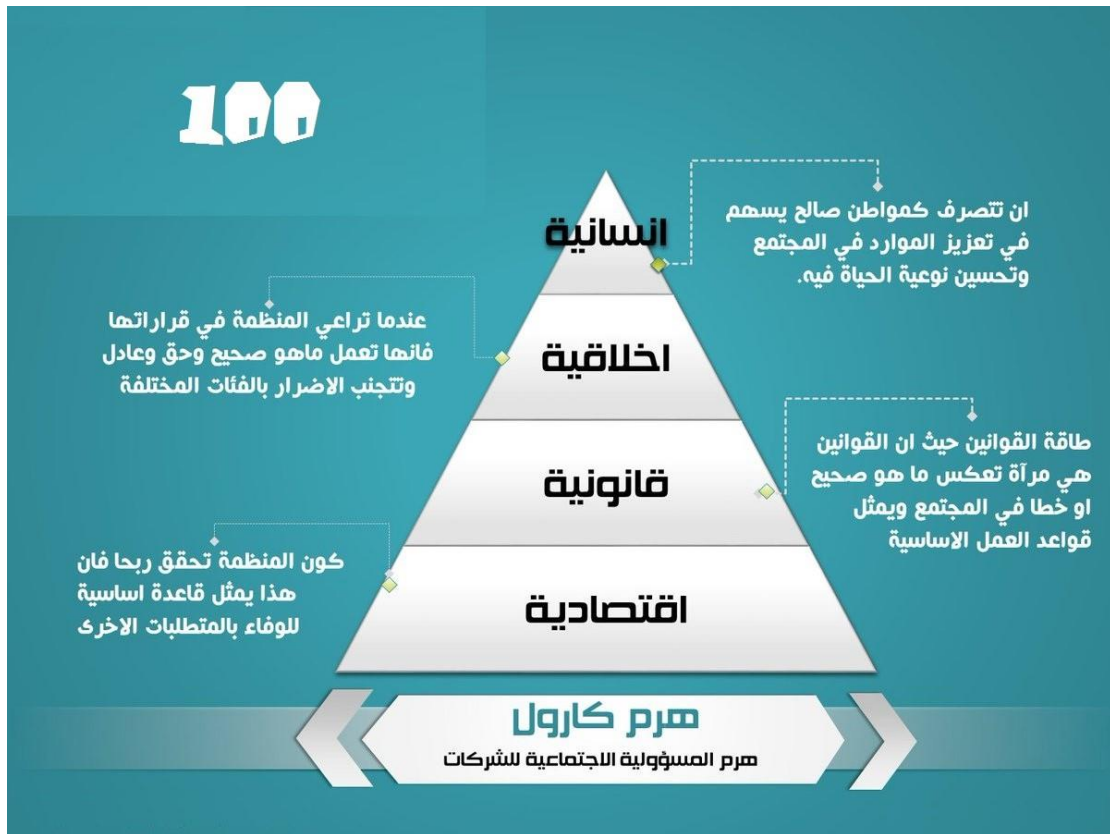 100
انسانية
ان تتصرف كمواطن صالح يسهم
في تعزيز الموارد في المجتمع
وتحسين نوعية الحياة فيه.
اخلاقية
عندما تراعي المنظمة في قراراتها
فانها تعمل ماهو صحيح وحق وعادل
وتتجنب الاضرار بالفئات المختلفة
قانونية
طاقة القوانين حيث ان القوانين
هي مرآة تعكس ما هو صحيح
او خطا في المجتمع ويمثل
قواعد العمل الاساسية
اقتصادية
كون المنظمة تحقق ربحا فان
هذا يمثل قاعدة اساسية
للوفاء بالمتطلبات الاخرى
هرم كارول
هرم المسؤولية الاجتماعية للشركات